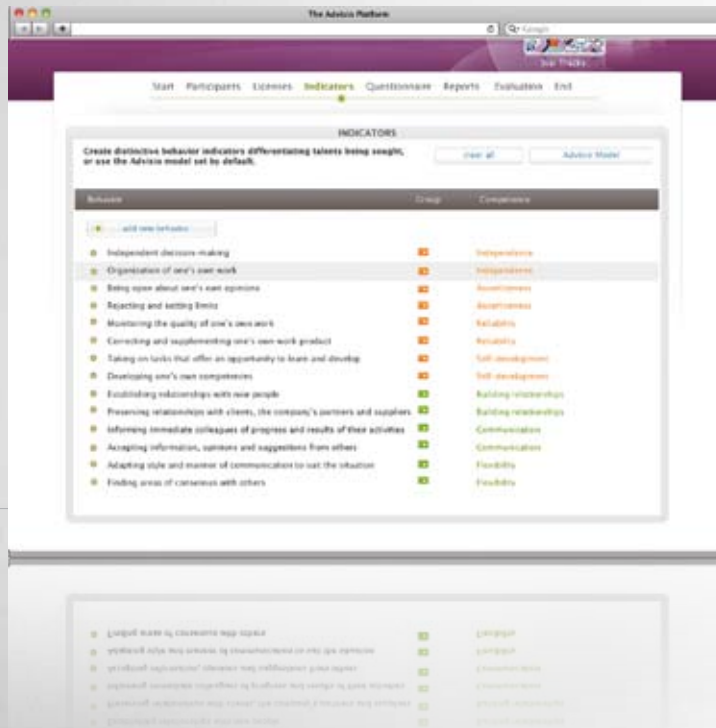 The Advisio Platform
Google
Start Participants Licenses Indicators Questionnaire Reports Evaluation End
INDICATORS
Create distinctive behavior indicators differentiating talents being sought,
or use the Advisio model set by default.
clear all
Advisio Model
Behavior Group Competence
add new behavior
Independent decision-making Independence
Organization of one's own work Independence
Being open about one's own opinions Assertiveness
Rejecting and setting limits Assertiveness
Monitoring the quality of one's own work Reliability
Correcting and supplementing one's own work product Reliability
Taking on tasks that offer an opportunity to learn and develop Self-development
Developing one's own competencies Self-development
Establishing relationships with new people Building relationships
Preserving relationships with clients, the company's partners and suppliers Building relationships
Informing immediate colleagues of progress and results of their activities Communication
Accepting information, opinions and suggestions from others Communication
Adapting style and manner of communication to suit the situation Flexibility
Finding areas of consensus with others Flexibility